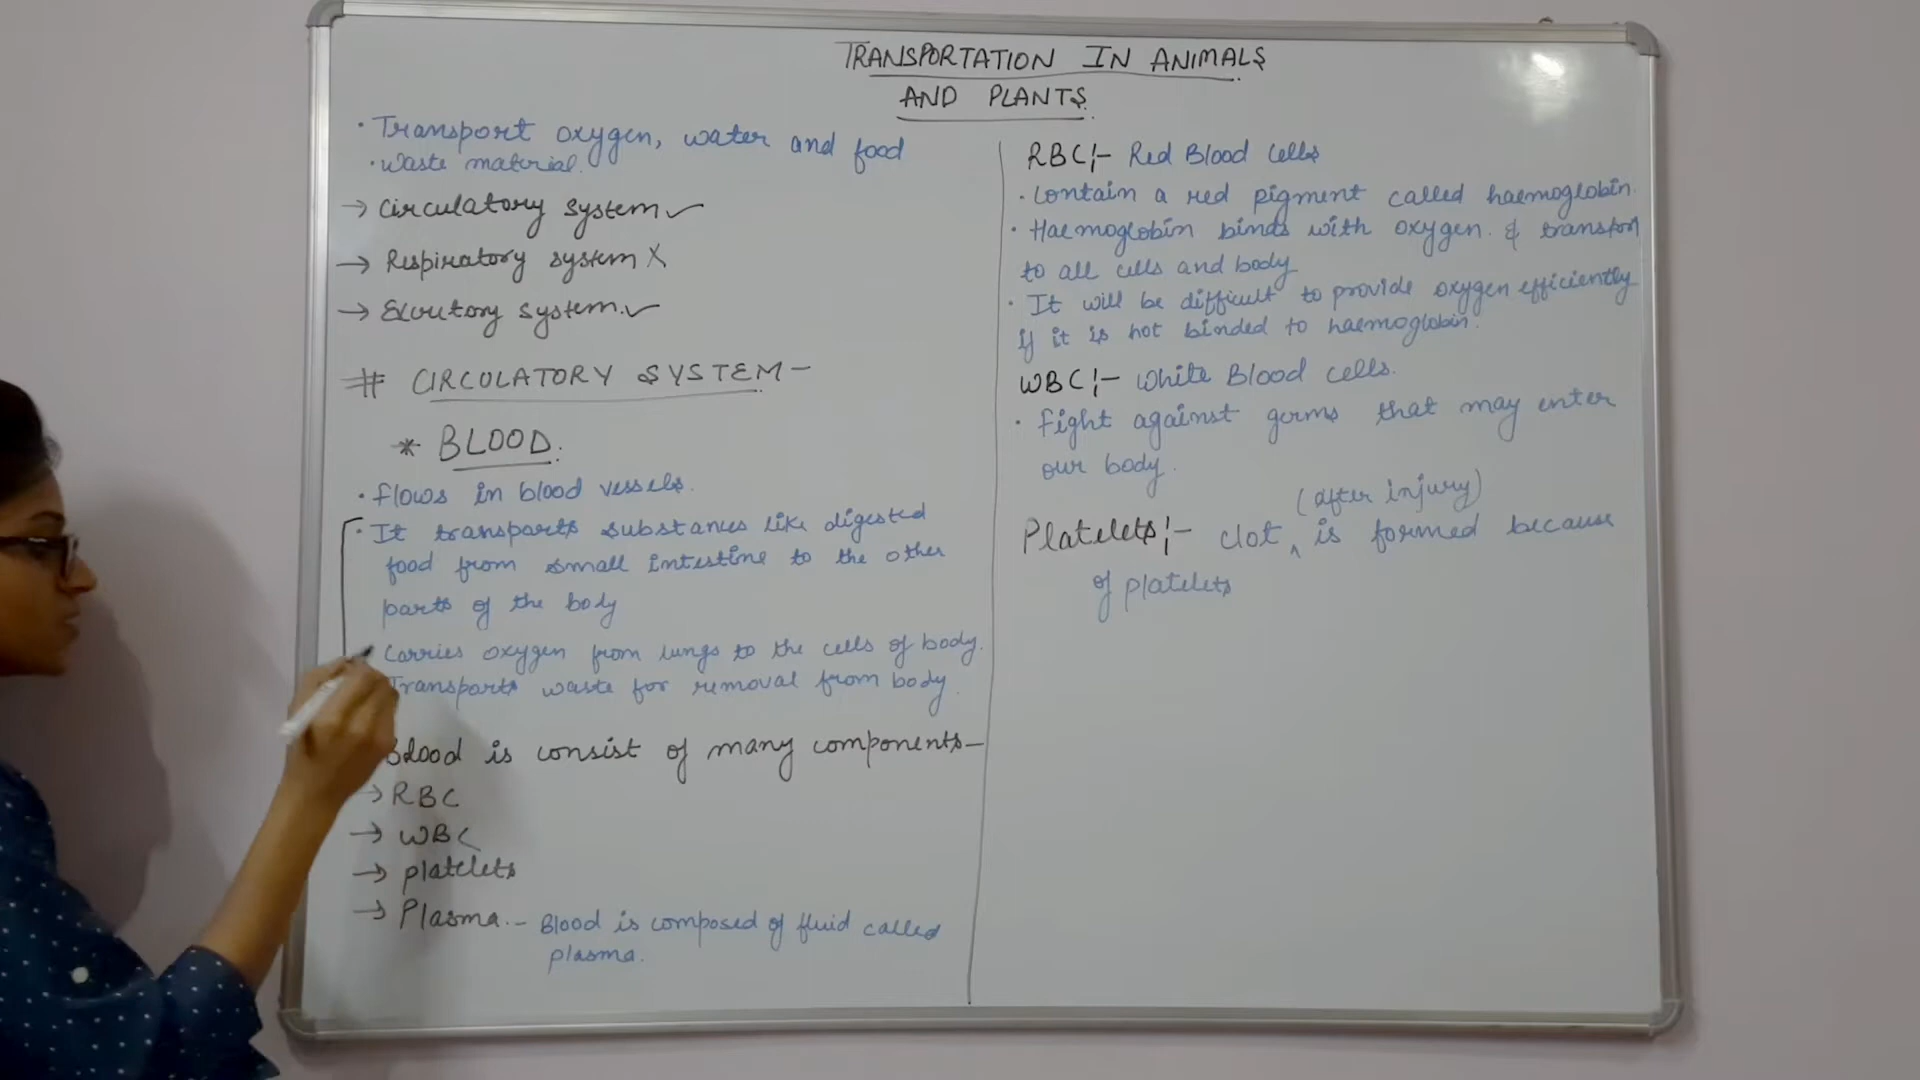 TRANSPORTATION IN ANIMALS
AND PLANTS.
· Transport oxygen, water and food
· Waste material.
→ Circulatory system ✓
→ Respiratory system X
→ Excretory system. ✓
# CIRCULATORY SYSTEM -
* BLOOD.
· flows in blood vessels.
· It transports substances like digested
food from small intestine to the other
parts of the body
Carries oxygen from lungs to the cells of body.
Transports waste for removal from body.
Blood is consist of many components-
→ RBC
→ WBC
→ platelets
→ Plasma. - Blood is composed of fluid called
plasma.
RBC:- Red Blood Cells
· Contain a red pigment called haemoglobin.
· Haemoglobin binds with oxygen. & transport
to all cells and body
· It will be difficult to provide oxygen efficiently
if it is not binded to haemoglobin.
WBC:- White Blood cells.
· fight against germs that may enter
our body.
(after injury)
Platelets:- clot ^ is formed because
of platelets